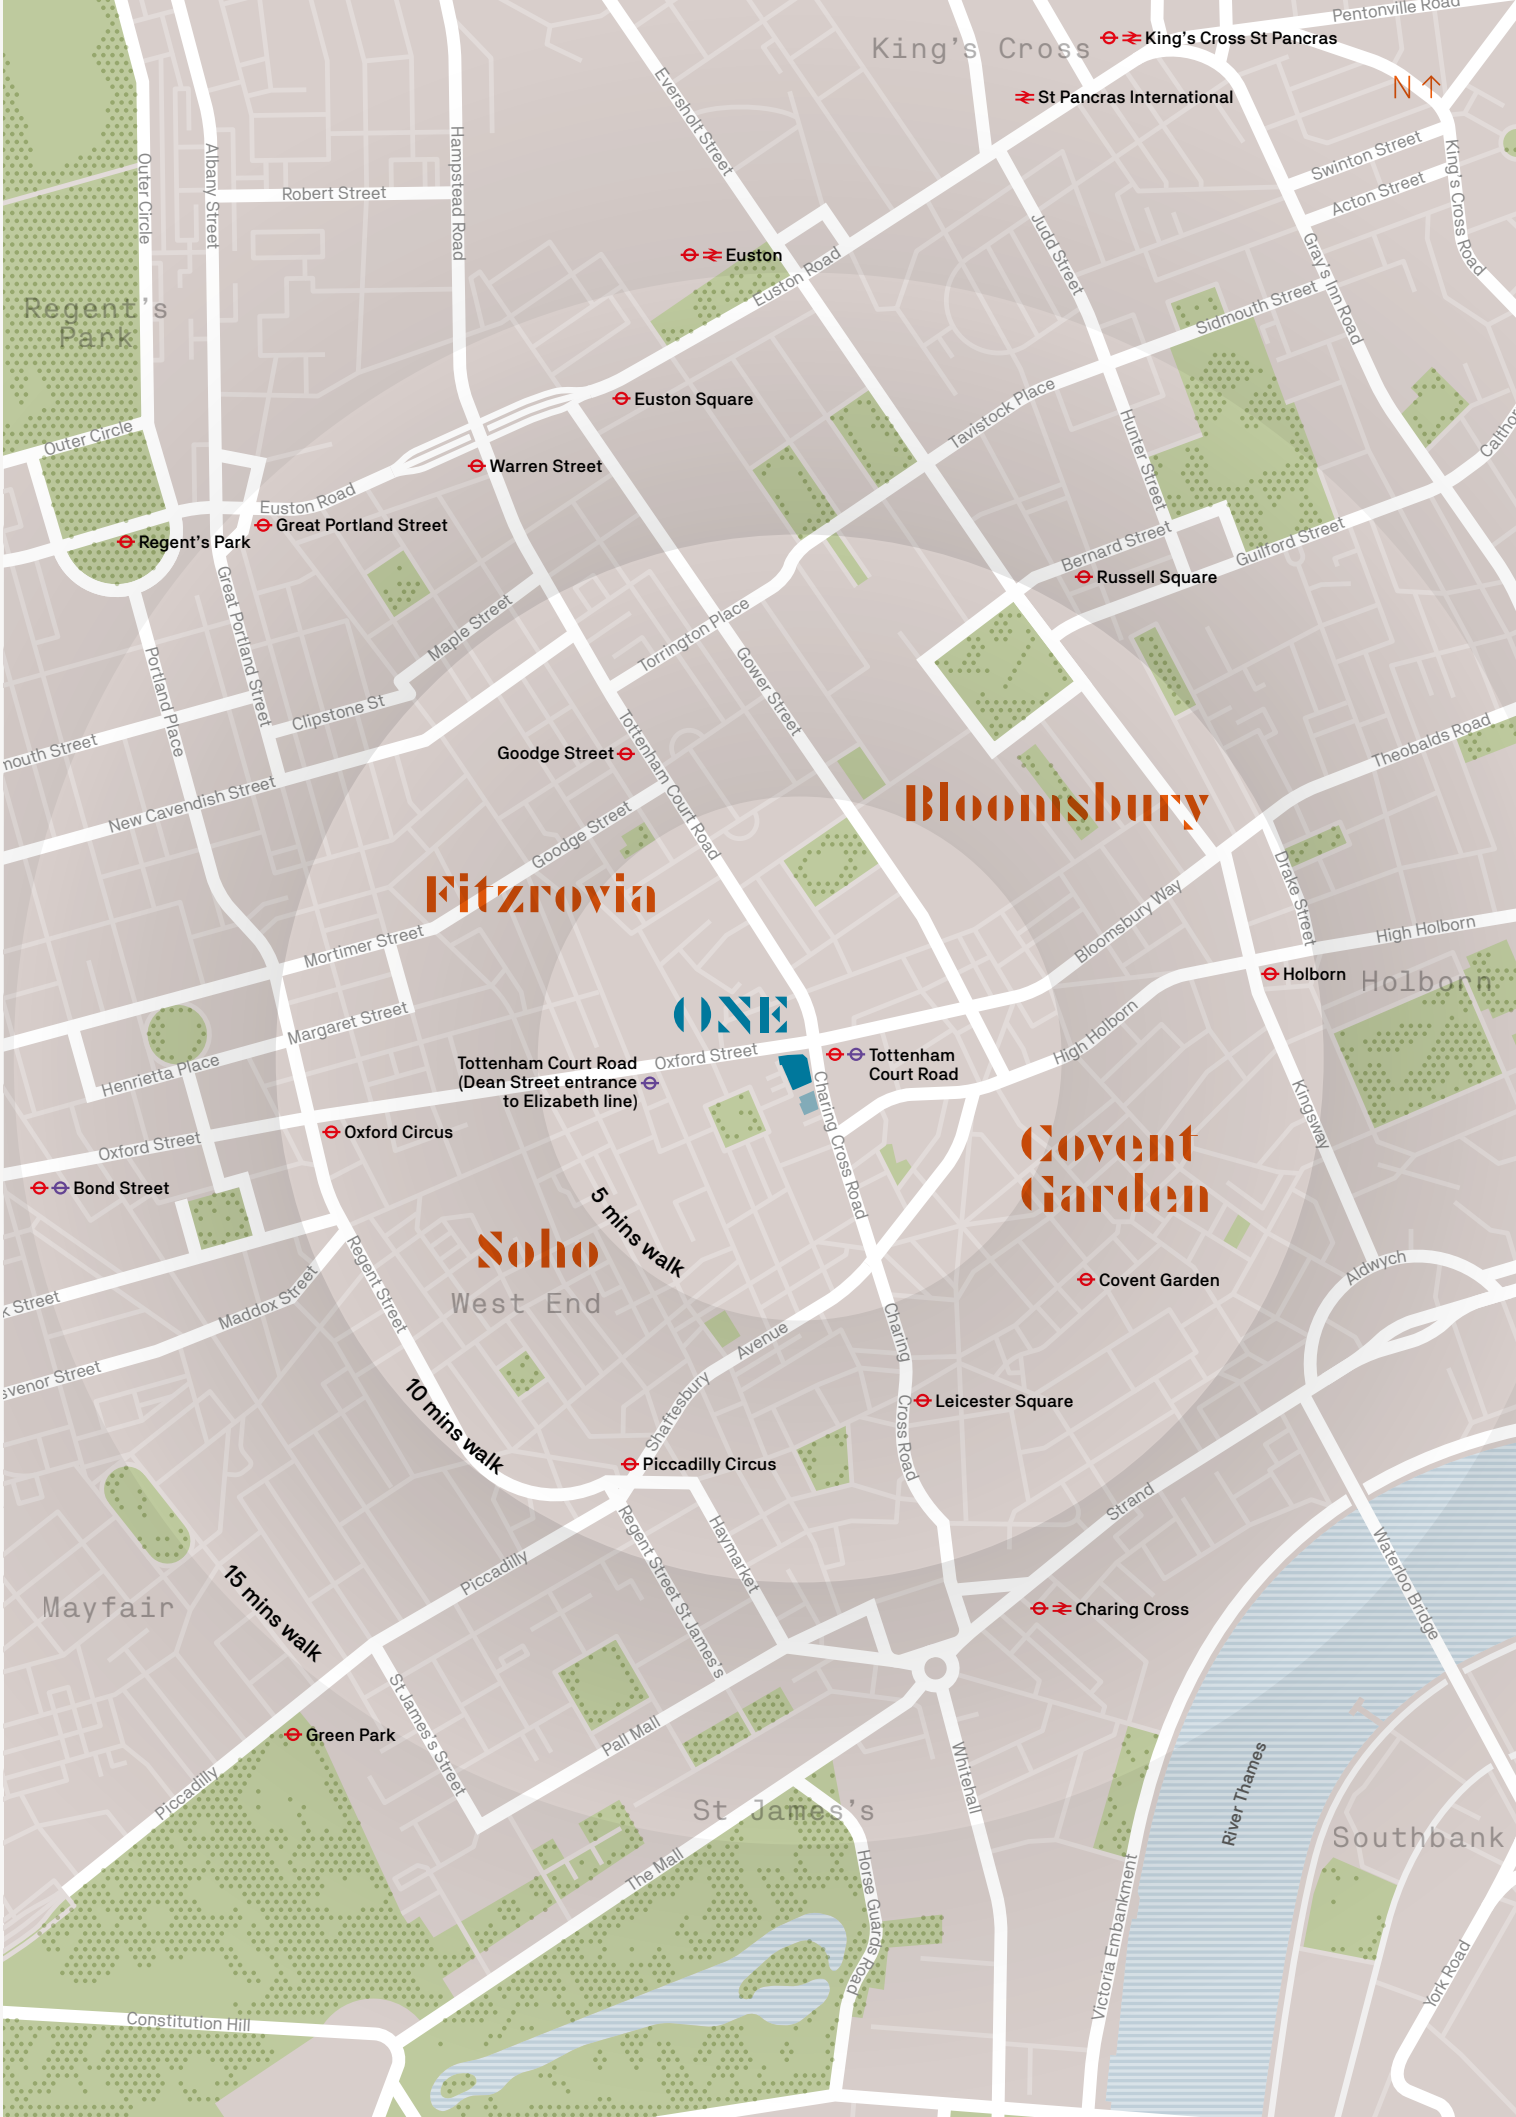 Pentonville Road
King's Cross
King's Cross St Pancras
N
St Pancras International
Eversholt Street
Hampstead Road
Outer Circle
Albany Street
Swinton Street
King's Cross Road
Acton Street
Robert Street
Judd Street
Gray's Inn Road
Euston
Euston Road
Regent's
Park
Sidmouth Street
Euston Square
Tavistock Place
Hunter Street
Outer Circle
Warren Street
Euston Road
Great Portland Street
Regent's Park
Bernard Street
Guilford Street
Russell Square
Great Portland Street
Maple Street
Torrington Place
Portland Place
Gower Street
Clipstone St
Tottenham Court Road
mouth Street
Goodge Street
Theobalds Road
New Cavendish Street
Bloomsbury
Goodge Street
Drake Street
Fitzrovia
Bloomsbury Way
Mortimer Street
High Holborn
Holborn
Holborn
ONE
Margaret Street
High Holborn
Oxford Street
Tottenham Court Road
(Dean Street entrance
to Elizabeth line)
Tottenham
Court Road
Henrietta Place
Charing Cross Road
Kingsway
Oxford Circus
Oxford Street
Covent
Garden
Bond Street
5 mins walk
Soho
Regent Street
West End
Aldwych
Covent Garden
k Street
Maddox Street
Charing
Avenue
svenor Street
10 mins walk
Shaftesbury
Cross Road
Leicester Square
Piccadilly Circus
Strand
Regent Street St James's
Haymarket
Piccadilly
Waterloo Bridge
15 mins walk
Mayfair
Charing Cross
St James's Street
Green Park
Pall Mall
Whitehall
River Thames
Piccadilly
St James's
Southbank
The Mall
Horse Guards Road
Victoria Embankment
York Road
Constitution Hill